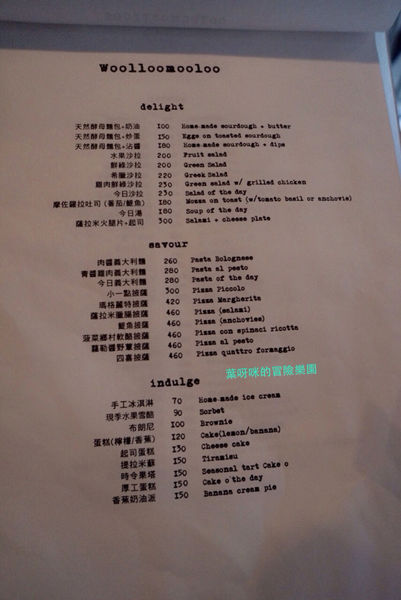 Woolloomooloo
delight
天然酵母麵包+奶油 100 Home-made sourdough + butter
天然酵母麵包+炒蛋 150 Eggs on toasted sourdough
天然酵母麵包+沾醬 180 Home-made sourdough + dips
水果沙拉 200 Fruit salad
鮮綠沙拉 200 Green Salad
希臘沙拉 220 Greek Salad
雞肉鮮綠沙拉 230 Green salad w/ grilled chicken
今日沙拉 230 Salad of the day
摩佐羅拉吐司 (番茄/鯷魚) 180 Mozza on toast (w/tomato basil or anchovie)
今日湯 180 Soup of the day
薩拉米火腿片+起司 300 Salami + cheese plate
savour
肉醬義大利麵 260 Pasta Bolognese
青醬雞肉義大利麵 280 Pasta al pesto
今日義大利麵 280 Pasta of the day
小一點披薩 300 Pizza Piccolo
瑪格麗特披薩 420 Pizza Margherita
薩拉米臘腸披薩 460 Pizza (salami)
鯷魚披薩 460 Pizza (anchovies)
菠菜鄉村軟酪披薩 460 Pizza con spinaci ricotta
蘿勒醬野蕈披薩 460 Pizza al pesto
四喜披薩 460 Pizza quattro formaggio
葉呀咪的冒險樂園
indulge
手工冰淇淋 70 Home-made ice cream
現季水果雪酪 90 Sorbet
布朗尼 100 Brownie
蛋糕(檸檬/香蕉) 120 Cake(lemon/banana)
起司蛋糕 130 Cheese cake
提拉米蘇 150 Tiramisu
時令果塔 150 Seasonal tart Cake o
厚工蛋糕 150 Cake o'the day
香蕉奶油派 150 Banana cream pie